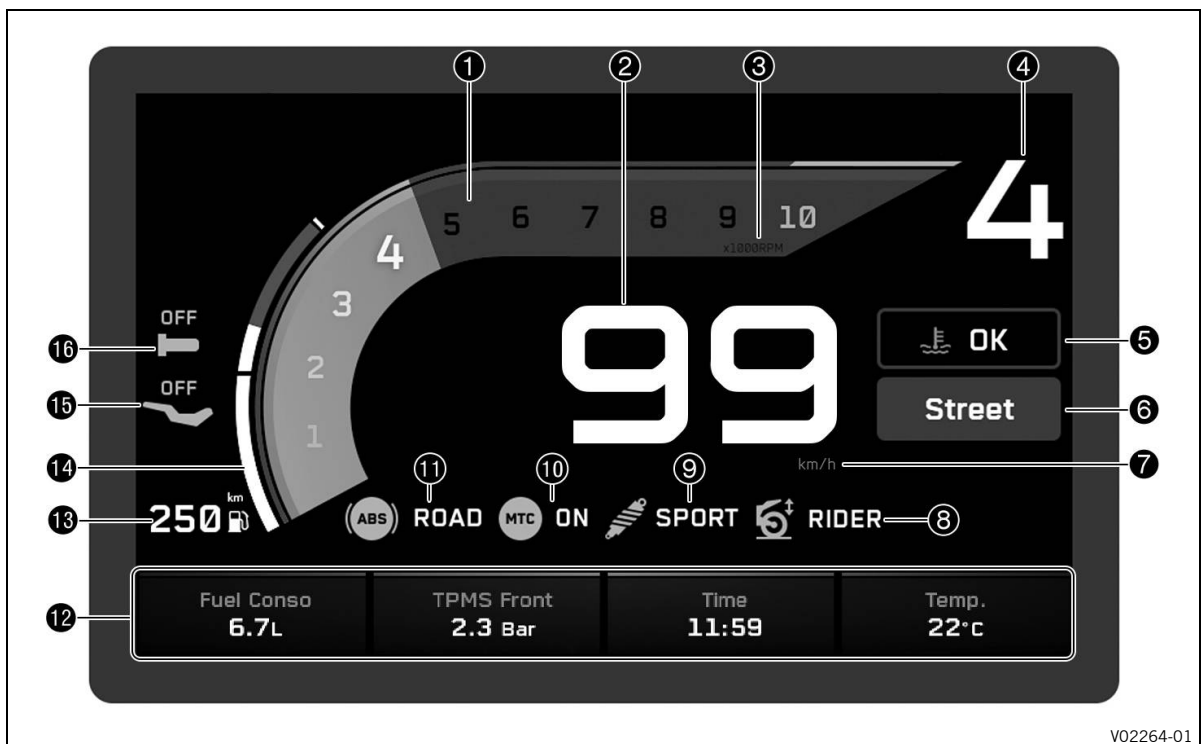 1 2 3 4
4
5 6 7 8 9 10
x1000RPM
4
3
2
1
99
OK
Street
km/h
OFF
16
OFF
15
5
6
7
14
13 250 km
ABS ROAD MTC ON SPORT RIDER 8
11 10 9
12
Fuel Conso TPMS Front Time Temp.
6.7L 2.3 Bar 11:59 22°C
V02264-01